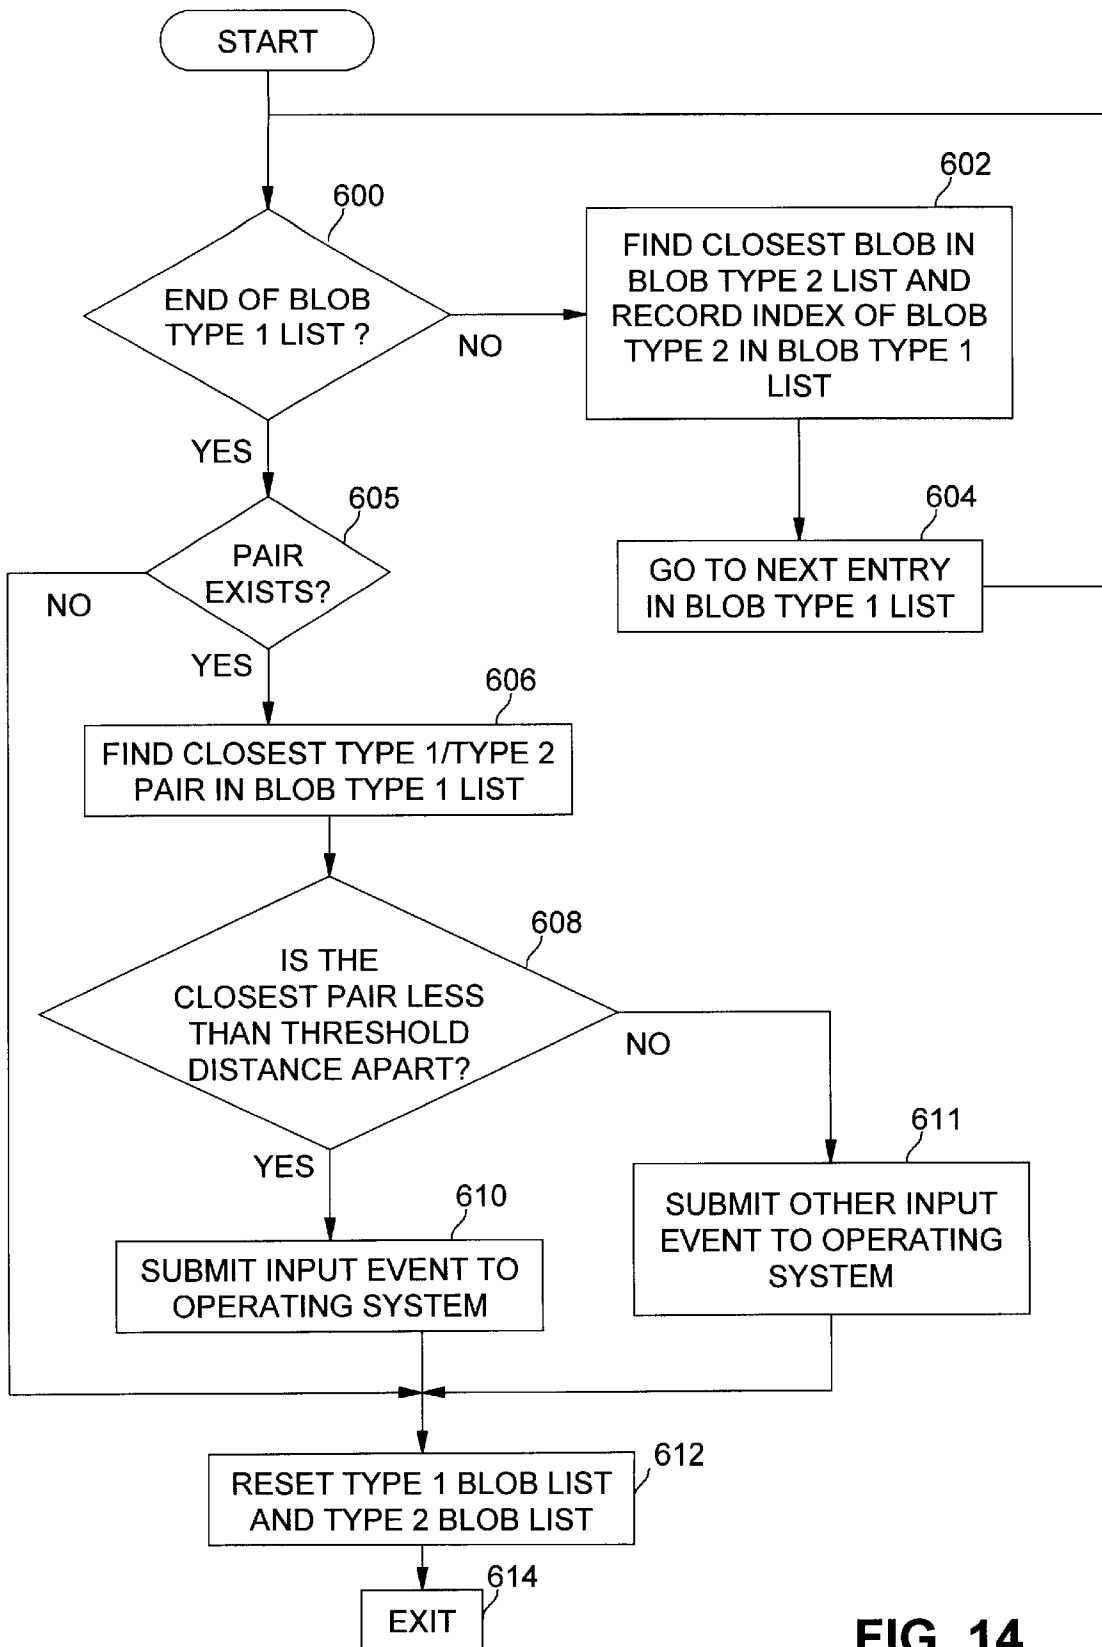 START
600
END OF BLOB
TYPE 1 LIST ?
NO
YES
602
FIND CLOSEST BLOB IN
BLOB TYPE 2 LIST AND
RECORD INDEX OF BLOB
TYPE 2 IN BLOB TYPE 1
LIST
604
GO TO NEXT ENTRY
IN BLOB TYPE 1 LIST
605
PAIR
EXISTS?
NO
YES
606
FIND CLOSEST TYPE 1/TYPE 2
PAIR IN BLOB TYPE 1 LIST
608
IS THE
CLOSEST PAIR LESS
THAN THRESHOLD
DISTANCE APART?
NO
YES
610
SUBMIT INPUT EVENT TO
OPERATING SYSTEM
611
SUBMIT OTHER INPUT
EVENT TO OPERATING
SYSTEM
612
RESET TYPE 1 BLOB LIST
AND TYPE 2 BLOB LIST
614
EXIT
FIG. 14